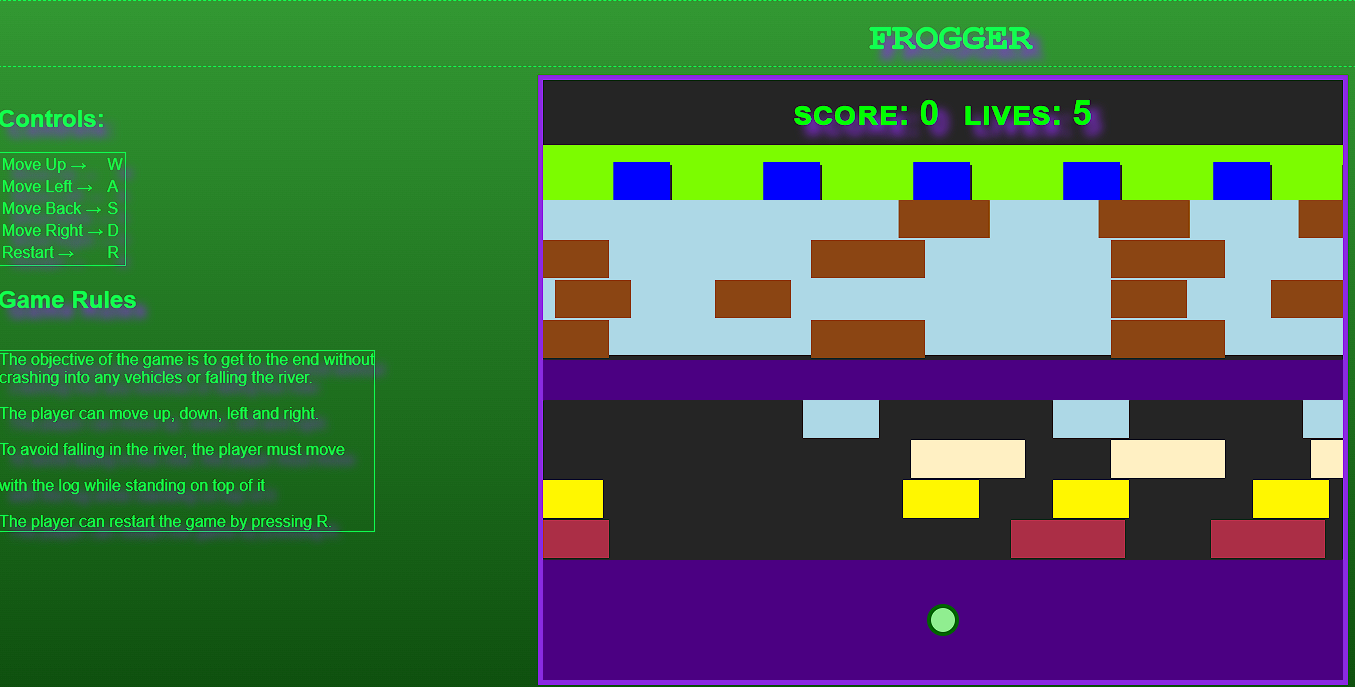 FROGGER
SCORE: 0 LIVES: 5
Controls:
Move Up → W
Move Left → A
Move Back → S
Move Right → D
Restart → R
Game Rules
The objective of the game is to get to the end without
crashing into any vehicles or falling the river.
The player can move up, down, left and right.
To avoid falling in the river, the player must move
with the log while standing on top of it
The player can restart the game by pressing R.